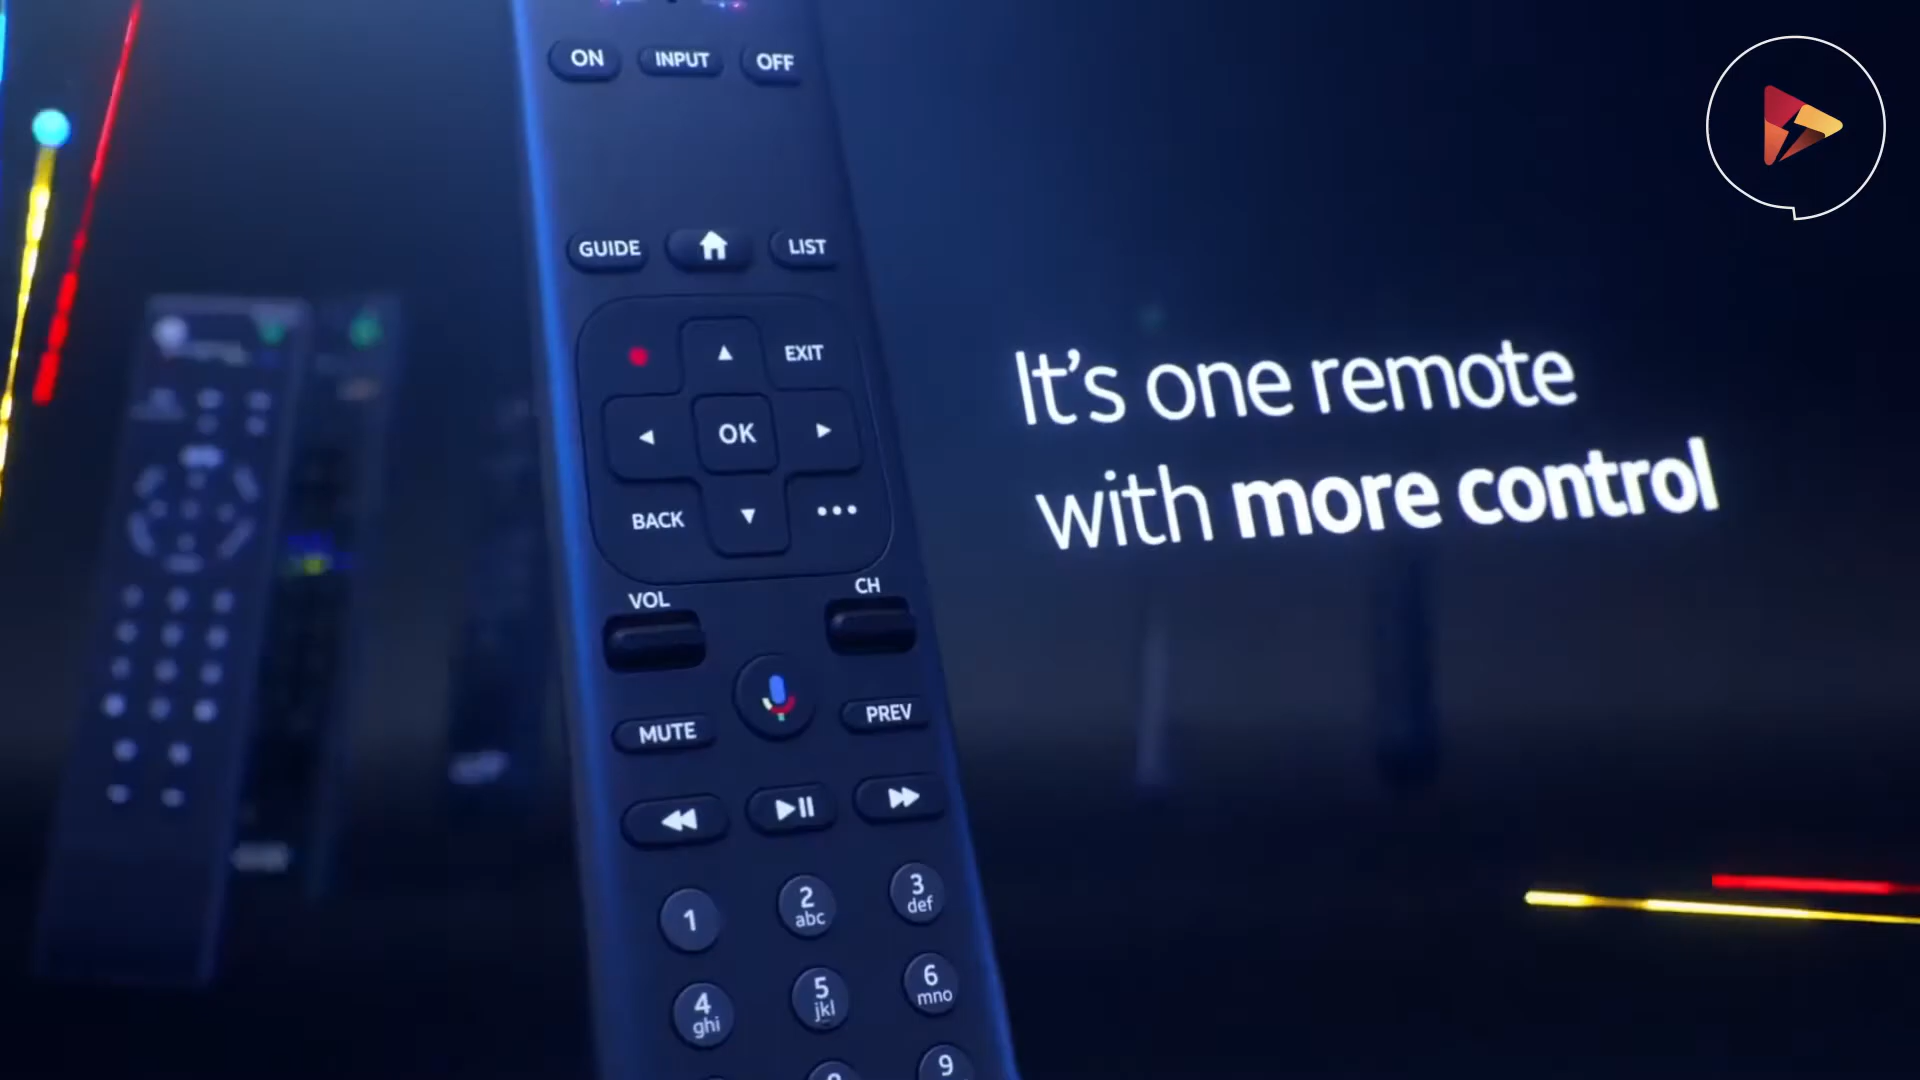 ON INPUT OFF
GUIDE LIST
EXIT
OK
BACK
VOL CH
MUTE PREV
1 2 abc 3 def
4 ghi 5 jkl 6 mno
9
It's one remote
with more control